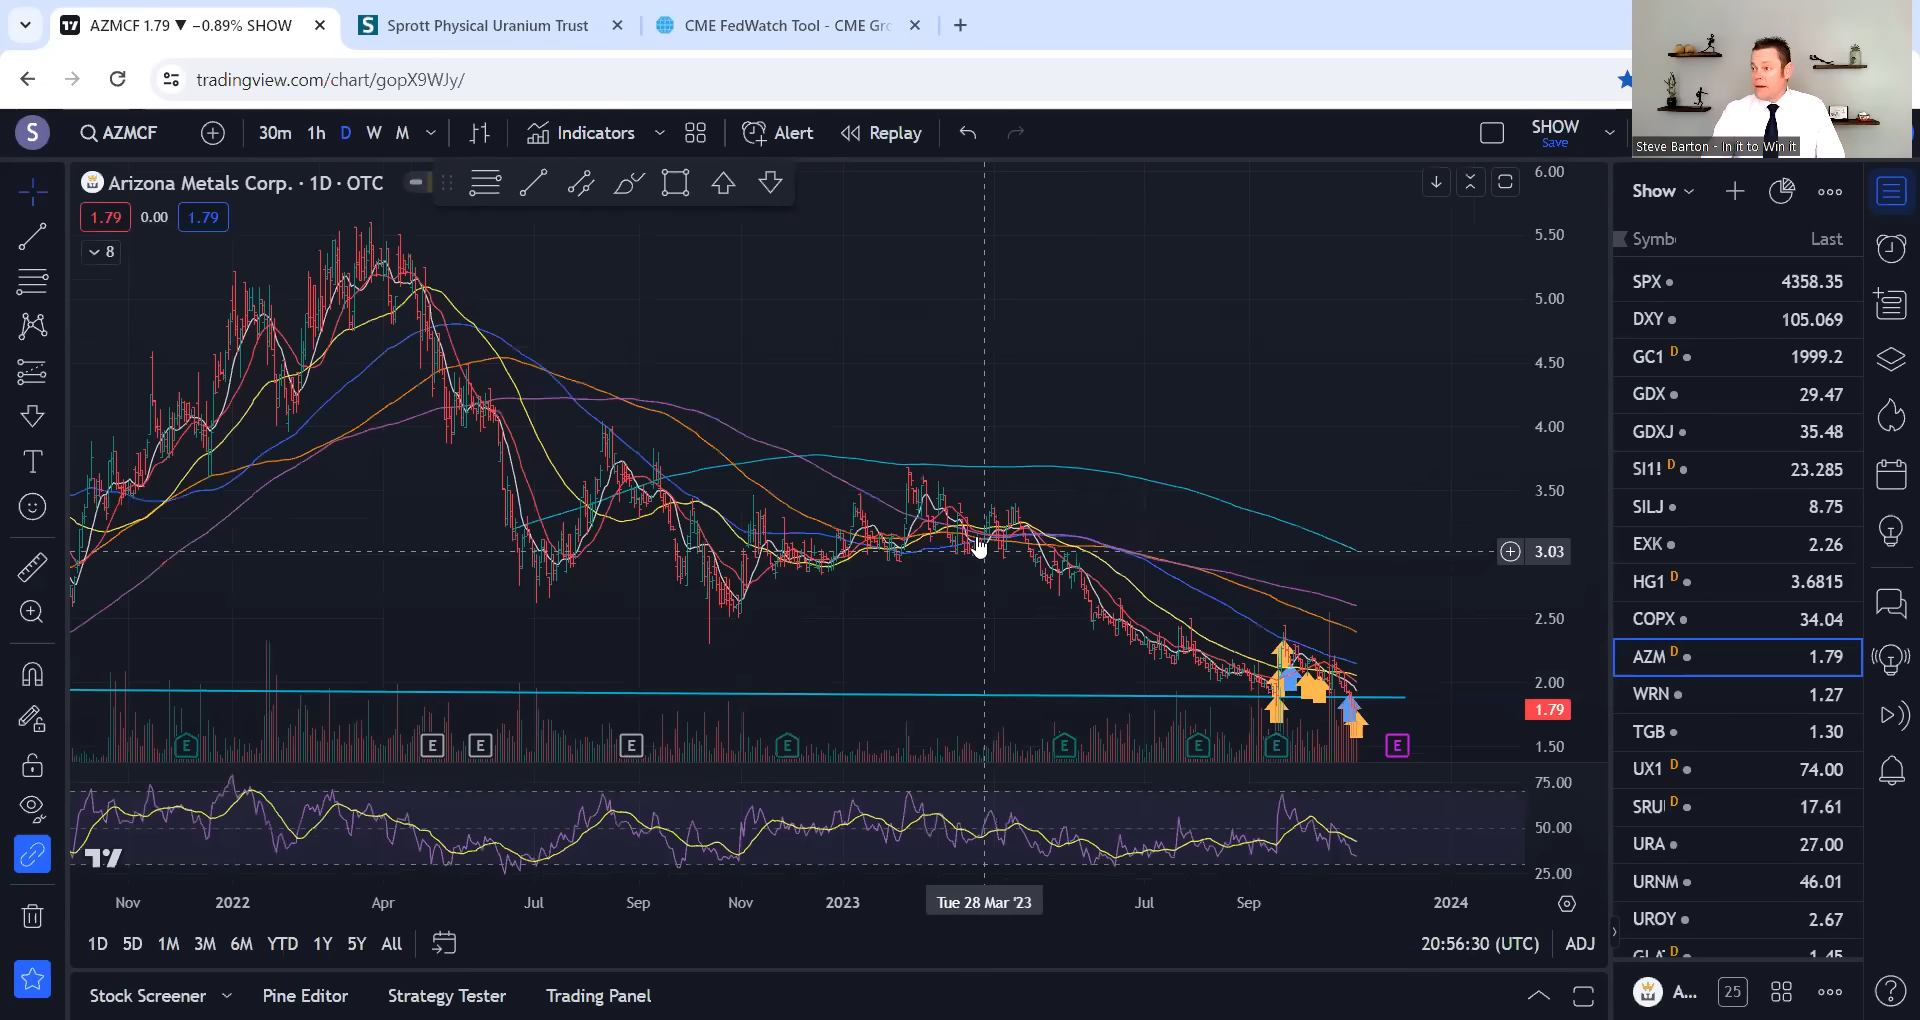 AZMCF 1.79 ▼ −0.89% SHOW
Sprott Physical Uranium Trust
CME FedWatch Tool - CME Gro
tradingview.com/chart/gopX9WJy/
S
AZMCF
30m 1h D W M
Indicators
Alert
Replay
SHOW
Save
Steve Barton - In it to Win it
Arizona Metals Corp. · 1D · OTC
1.79 0.00 1.79
8
6.00
5.50
5.00
4.50
4.00
3.50
3.03
2.50
2.00
1.79
1.50
E E E E E E E E E
75.00
50.00
25.00
Nov 2022 Apr Jul Sep Nov 2023 Tue 28 Mar '23 Jul Sep 2024
1D 5D 1M 3M 6M YTD 1Y 5Y All
20:56:30 (UTC) ADJ
Stock Screener Pine Editor Strategy Tester Trading Panel
Show
Symb Last
SPX 4358.35
DXY 105.069
GC1 D 1999.2
GDX 29.47
GDXJ 35.48
SI1! D 23.285
SILJ 8.75
EXK 2.26
HG1 D 3.6815
COPX 34.04
AZM D 1.79
WRN 1.27
TGB 1.30
UX1 D 74.00
SRU D 17.61
URA 27.00
URNM 46.01
UROY 2.67
A... 25